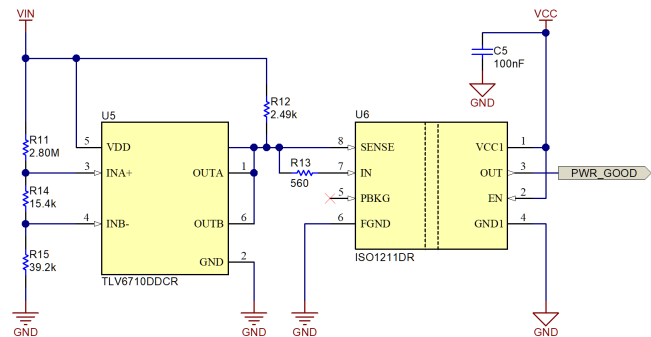 VIN
VCC
C5
100nF
GND
R12
2.49k
U5
U6
R11
2.80M
5
VDD
8
SENSE
VCC1
1
R13
560
3
INA+
OUTA
1
7
IN
OUT
3
PWR_GOOD
R14
15.4k
5
PBKG
EN
2
4
INB-
OUTB
6
6
FGND
GND1
4
R15
39.2k
GND
2
ISO1211DR
TLV6710DDCR
GND
GND
GND
GND